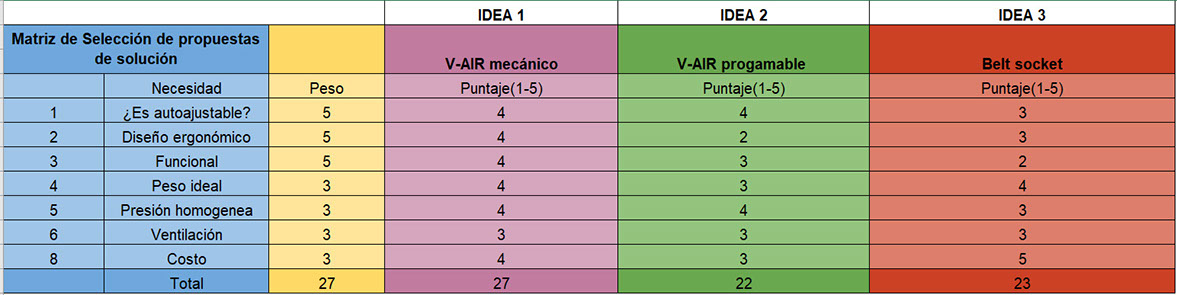 IDEA 1 IDEA 2 IDEA 3
Matriz de Selección de propuestas
de solución V-AIR mecánico V-AIR progamable Belt socket
Necesidad Peso Puntaje(1-5) Puntaje(1-5) Puntaje(1-5)
1 ¿Es autoajustable? 5 4 4 3
2 Diseño ergonómico 5 4 2 3
3 Funcional 5 4 3 2
4 Peso ideal 3 4 3 4
5 Presión homogenea 3 4 4 3
6 Ventilación 3 3 3 3
8 Costo 3 4 3 5
Total 27 27 22 23